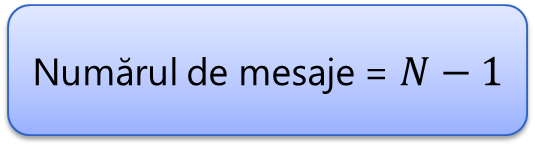 Numărul de mesaje = N − 1